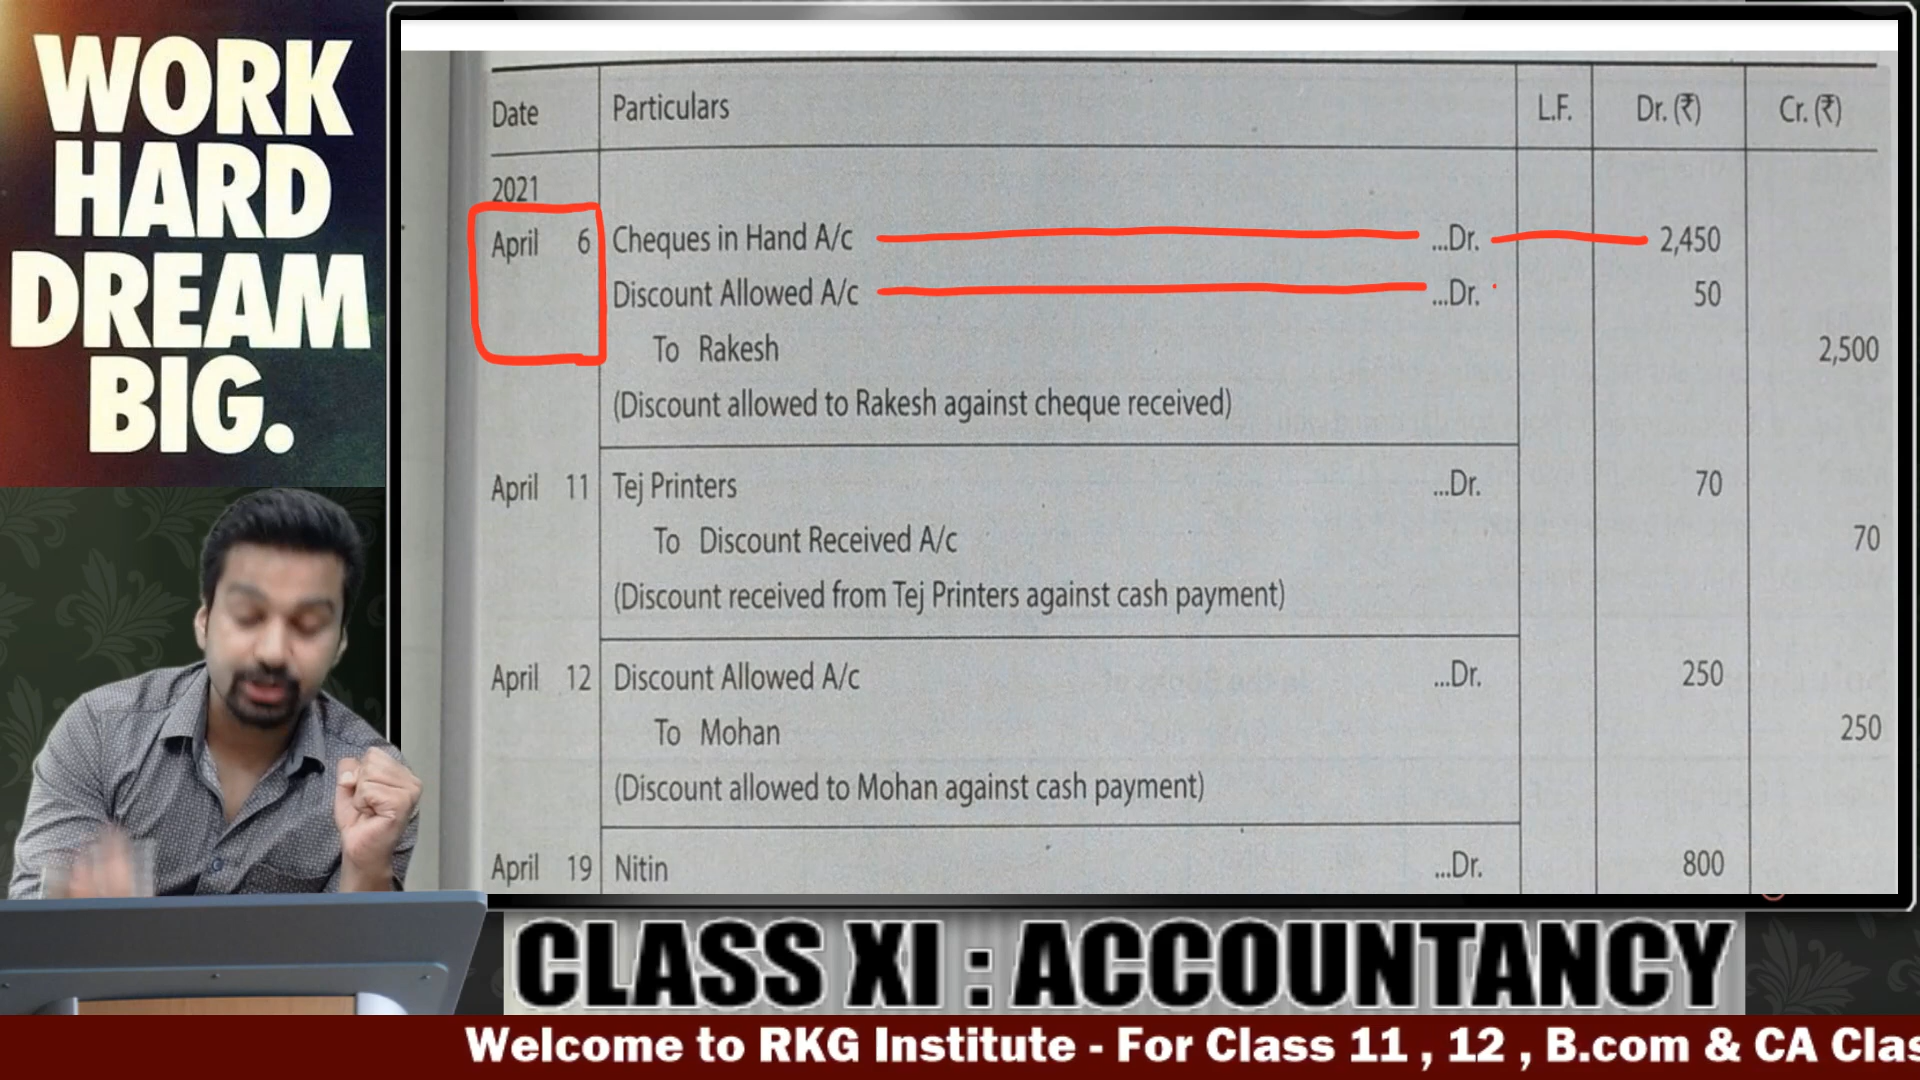 WORK
HARD
DREAM
BIG.
Date Particulars L.F. Dr. (₹) Cr. (₹)
2021
April 6 Cheques in Hand A/c ...Dr. 2,450
Discount Allowed A/c ...Dr. 50
To Rakesh 2,500
(Discount allowed to Rakesh against cheque received)
April 11 Tej Printers ...Dr. 70
To Discount Received A/c 70
(Discount received from Tej Printers against cash payment)
April 12 Discount Allowed A/c ...Dr. 250
To Mohan 250
(Discount allowed to Mohan against cash payment)
April 19 Nitin ...Dr. 800
CLASS XI : ACCOUNTANCY
Welcome to RKG Institute - For Class 11 , 12 , B.com & CA Clas